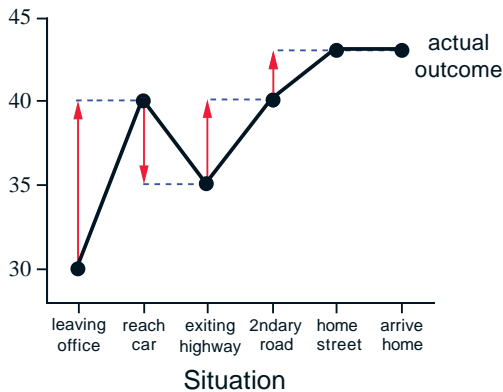 45
40
35
30
actual
outcome
leaving
office
reach
car
exiting
highway
2ndary
road
home
street
arrive
home
Situation